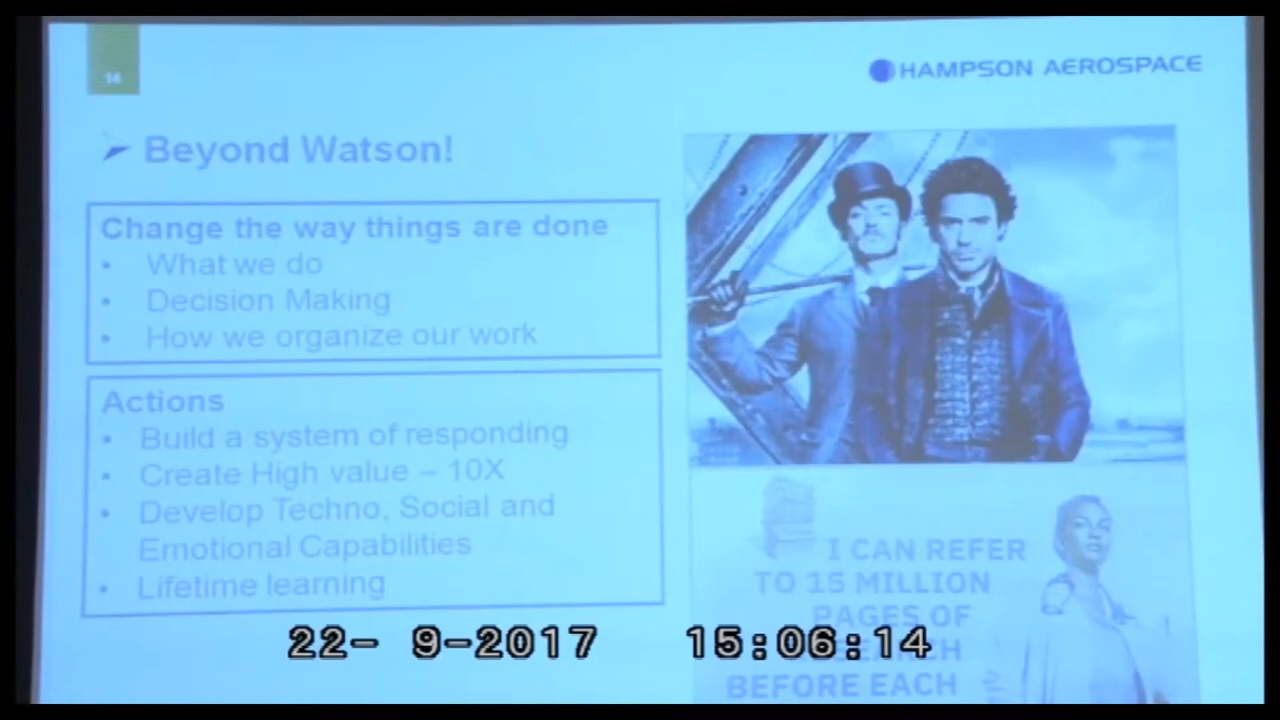 14
HAMPSON AEROSPACE
➤ Beyond Watson!
Change the way things are done
• What we do
• Decision Making
• How we organize our work
Actions
• Build a system of responding
• Create High value – 10X
• Develop Techno, Social and
Emotional Capabilities
• Lifetime learning
I CAN REFER
TO 15 MILLION
PAGES OF
RESEARCH
BEFORE EACH
22- 9-2017 15:06:14